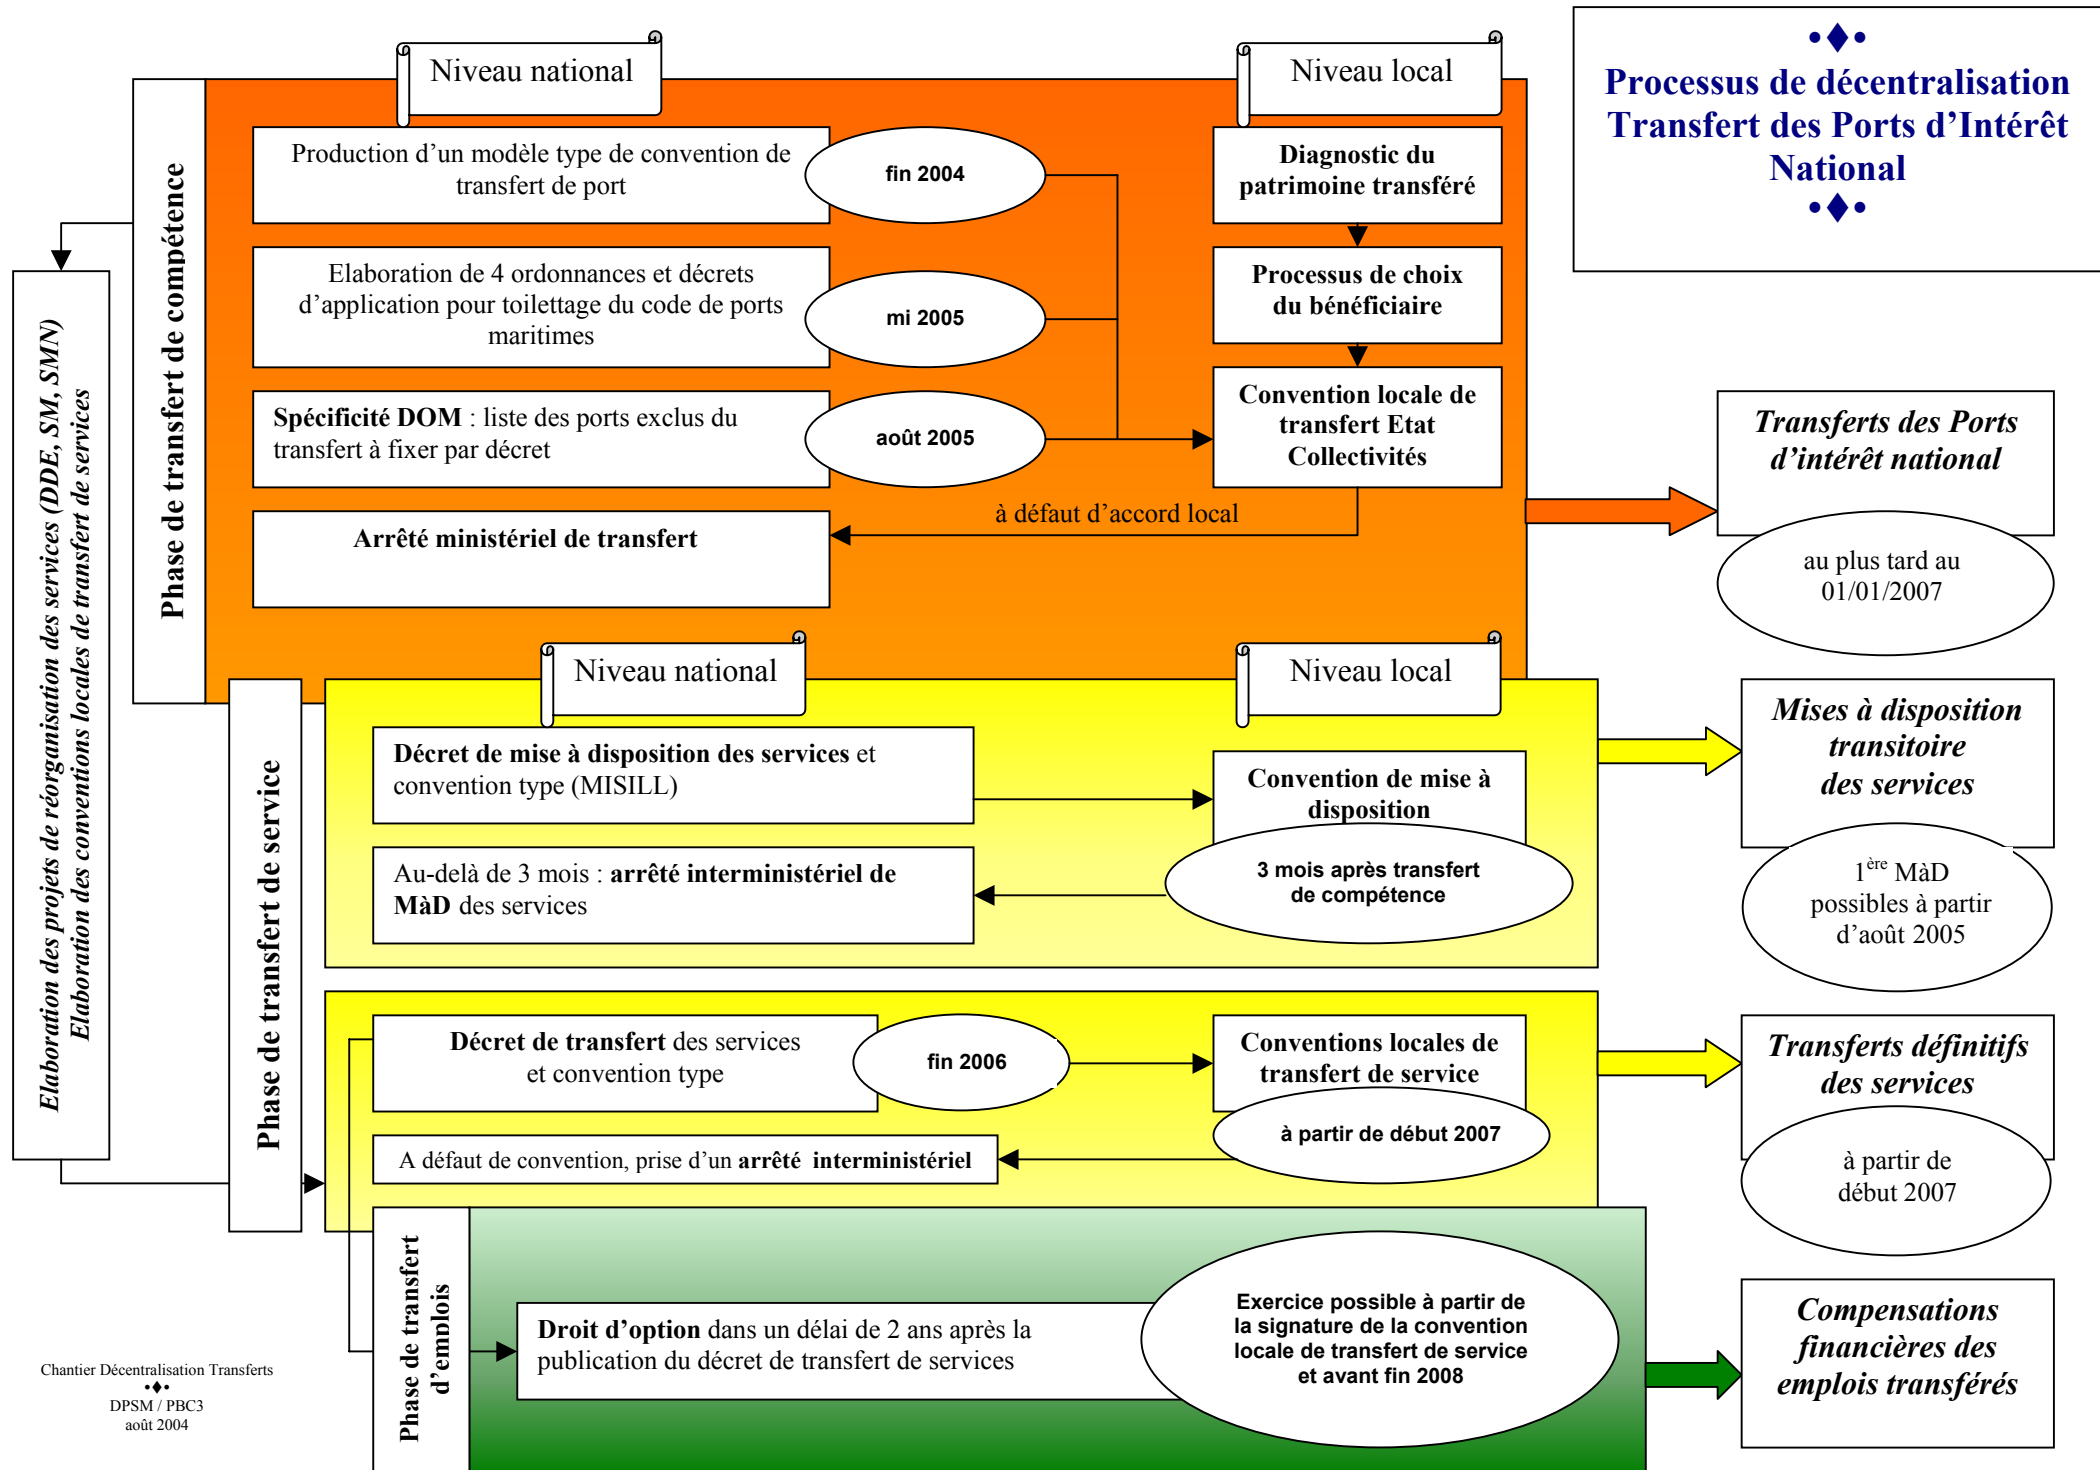 •♦•
Processus de décentralisation
Transfert des Ports d’Intérêt
National
•♦•
Niveau national
Niveau local
Phase de transfert de compétence
Production d’un modèle type de convention de
transfert de port
fin 2004
Diagnostic du
patrimoine transféré
Elaboration de 4 ordonnances et décrets
d’application pour toilettage du code de ports
maritimes
mi 2005
Processus de choix
du bénéficiaire
Spécificité DOM : liste des ports exclus du
transfert à fixer par décret
août 2005
Convention locale de
transfert Etat
Collectivités
à défaut d’accord local
Arrêté ministériel de transfert
Transferts des Ports
d’intérêt national
au plus tard au
01/01/2007
Elaboration des projets de réorganisation des services (DDE, SM, SMN)
Elaboration des conventions locales de transfert de services
Niveau national
Niveau local
Phase de transfert de service
Décret de mise à disposition des services et
convention type (MISILL)
Convention de mise à
disposition
3 mois après transfert
de compétence
Au-delà de 3 mois : arrêté interministériel de
MàD des services
Mises à disposition
transitoire
des services
1ère MàD
possibles à partir
d’août 2005
Décret de transfert des services
et convention type
fin 2006
Conventions locales de
transfert de service
à partir de début 2007
A défaut de convention, prise d’un arrêté interministériel
Transferts définitifs
des services
à partir de
début 2007
Phase de transfert
d’emplois
Droit d’option dans un délai de 2 ans après la
publication du décret de transfert de services
Exercice possible à partir de
la signature de la convention
locale de transfert de service
et avant fin 2008
Compensations
financières des
emplois transférés
Chantier Décentralisation Transferts
•♦•
DPSM / PBC3
août 2004